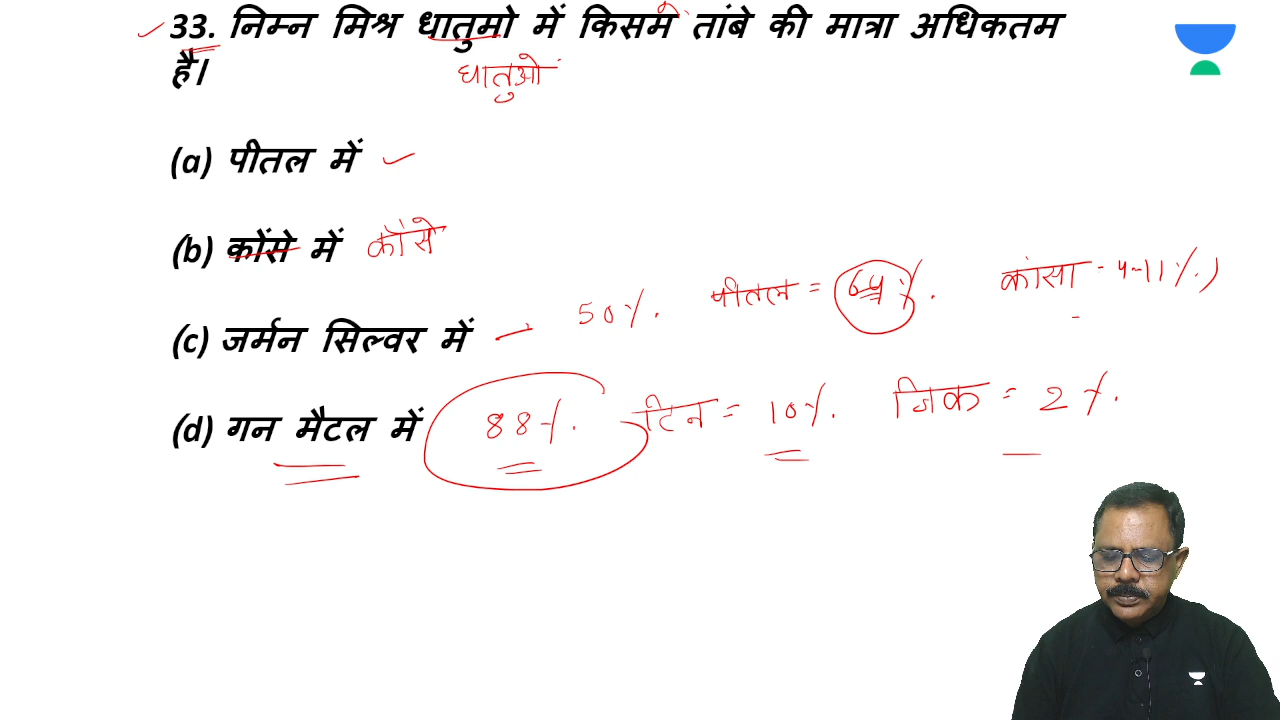 33. निम्न मिश्र धातुमो में किसमें तांबे की मात्रा अधिकतम
है।
धातुओं
(a) पीतल में
(b) कोंसे में काँसे
(c) जर्मन सिल्वर में 50%. पीतल = 64%. कांसा - 4-11%.)
(d) गन मैटल में 88%. टिन = 10%. जिंक = 2%.